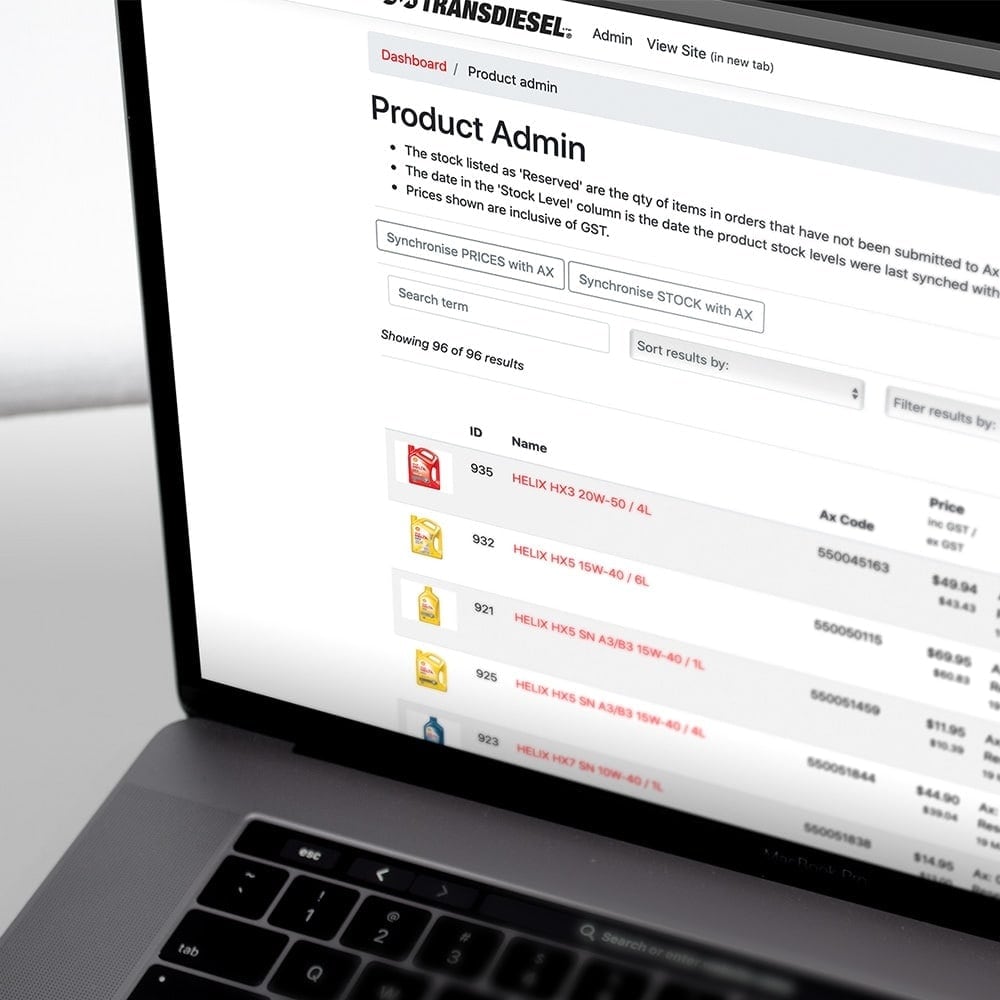 TRANSDIESEL Admin View Site (in new tab)
Dashboard / Product admin
Product Admin
• The stock listed as 'Reserved' are the qty of items in orders that have not been submitted to Ax
• The date in the 'Stock Level' column is the date the product stock levels were last synched with
• Prices shown are inclusive of GST.
Synchronise PRICES with AX Synchronise STOCK with AX
Search term Sort results by: Filter results by:
Showing 96 of 96 results
ID Name Ax Code Price
inc GST /
ex GST
935 HELIX HX3 20W-50 / 4L 550045163 $49.94
$43.43
932 HELIX HX5 15W-40 / 6L 550050115 $69.95
$60.83
921 HELIX HX5 SN A3/B3 15W-40 / 1L 550051459 $11.95
$10.39
925 HELIX HX5 SN A3/B3 15W-40 / 4L 550051844 $44.90
$39.04
923 HELIX HX7 SN 10W-40 / 1L 550051838 $14.95
MacBook Pro
esc < >
Search or enter
~ ! @ # $
` 1 2 3
tab Q W